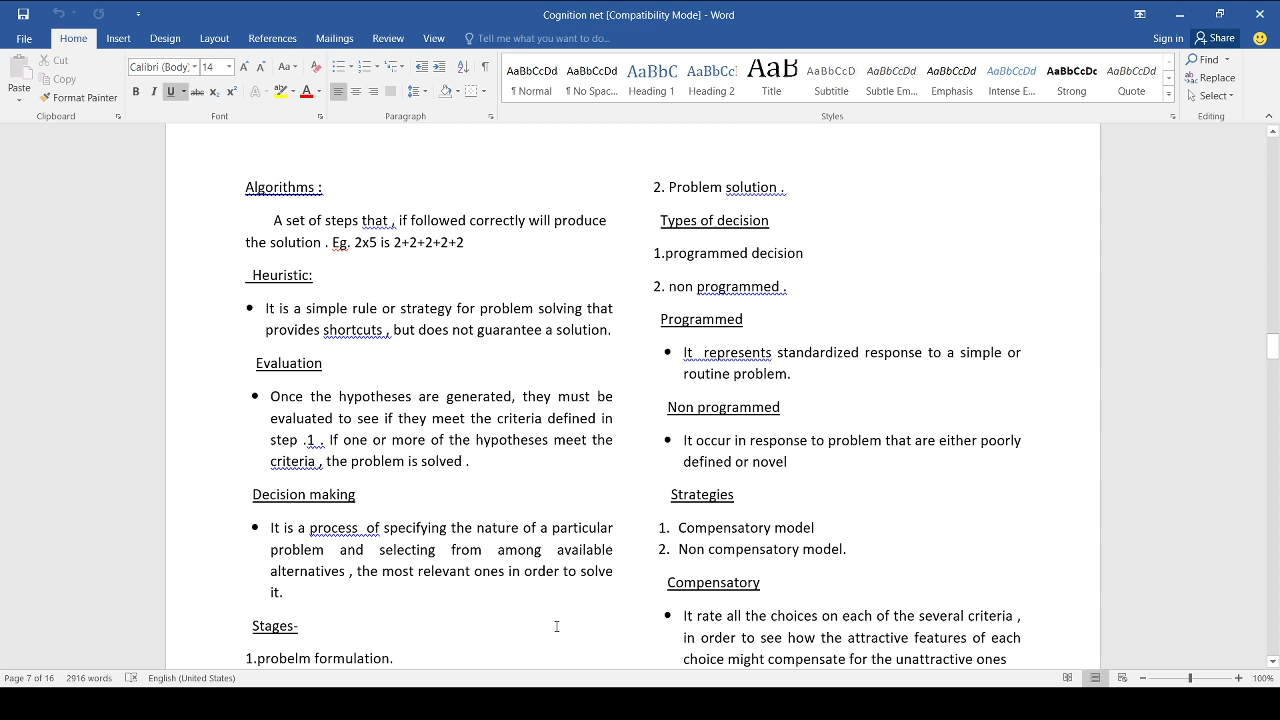 Cognition net [Compatibility Mode] - Word
File Home Insert Design Layout References Mailings Review View Tell me what you want to do... Sign in Share
Paste
Cut
Copy
Format Painter
Clipboard
Calibri (Body) 14
Font
Paragraph
AaBbCcDd AaBbCcDd AaBbC AaBbCc AaB AaBbCcD AaBbCcDd AaBbCcDd AaBbCcDd AaBbCcDc AaBbCcDd
¶ Normal ¶ No Spac... Heading 1 Heading 2 Title Subtitle Subtle Em... Emphasis Intense E... Strong Quote
Styles
Find
Replace
Select
Editing
Algorithms :
A set of steps that , if followed correctly will produce
the solution . Eg. 2x5 is 2+2+2+2+2
Heuristic:
• It is a simple rule or strategy for problem solving that
provides shortcuts , but does not guarantee a solution.
Evaluation
• Once the hypotheses are generated, they must be
evaluated to see if they meet the criteria defined in
step .1 . If one or more of the hypotheses meet the
criteria , the problem is solved .
Decision making
• It is a process of specifying the nature of a particular
problem and selecting from among available
alternatives , the most relevant ones in order to solve
it.
Stages-
1.probelm formulation.
2. Problem solution .
Types of decision
1.programmed decision
2. non programmed .
Programmed
• It represents standardized response to a simple or
routine problem.
Non programmed
• It occur in response to problem that are either poorly
defined or novel
Strategies
1. Compensatory model
2. Non compensatory model.
Compensatory
• It rate all the choices on each of the several criteria ,
in order to see how the attractive features of each
choice might compensate for the unattractive ones
Page 7 of 16 2916 words English (United States) 100%